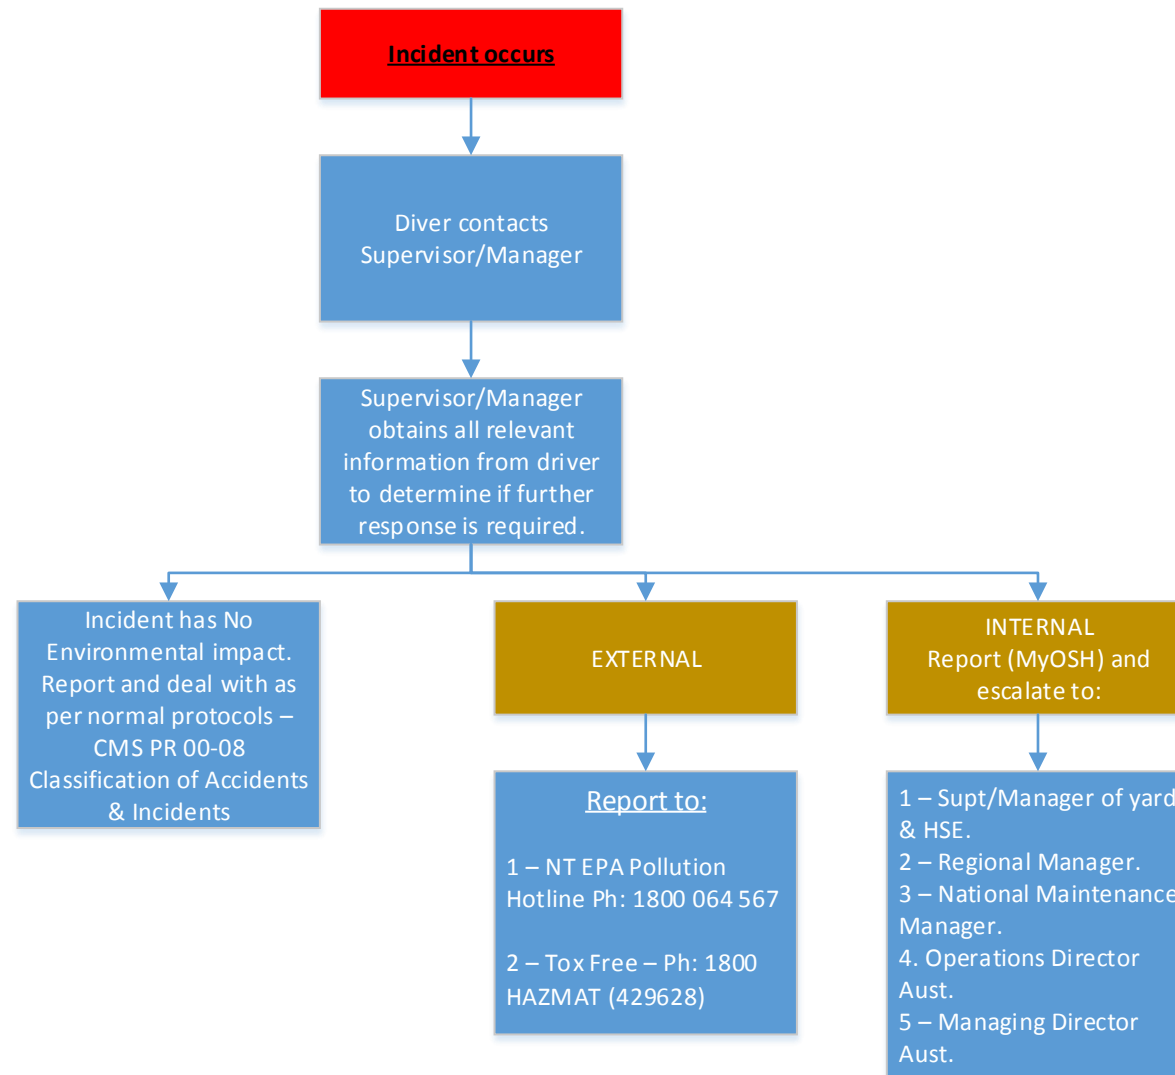 Incident occurs
Diver contacts
Supervisor/Manager
Supervisor/Manager
obtains all relevant
information from driver
to determine if further
response is required.
Incident has No
Environmental impact.
Report and deal with as
per normal protocols –
CMS PR 00-08
Classification of Accidents
& Incidents
EXTERNAL
INTERNAL
Report (MyOSH) and
escalate to:
Report to:
1 – NT EPA Pollution
Hotline Ph: 1800 064 567
2 – Tox Free – Ph: 1800
HAZMAT (429628)
1 – Supt/Manager of yard
& HSE.
2 – Regional Manager.
3 – National Maintenance
Manager.
4. Operations Director
Aust.
5 – Managing Director
Aust.